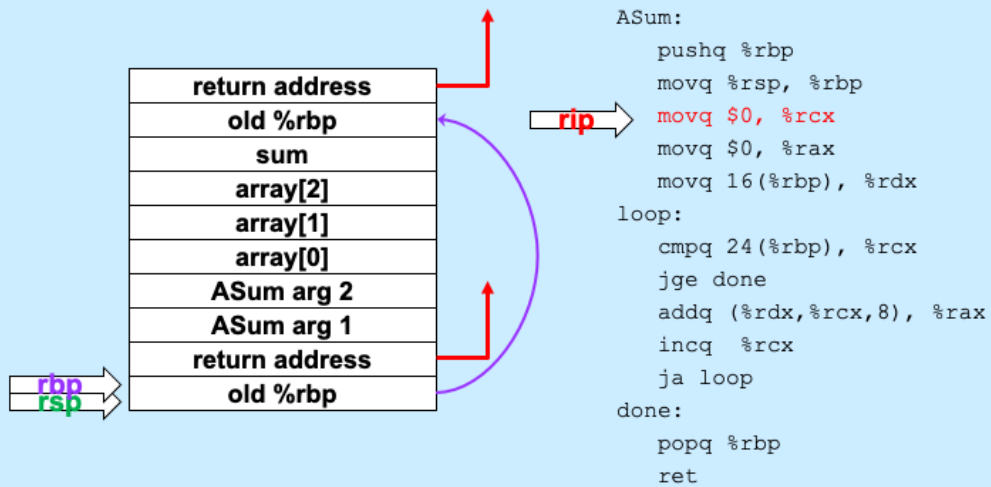 return address
old %rbp
sum
array[2]
array[1]
array[0]
ASum arg 2
ASum arg 1
return address
old %rbp
rbp
rsp
rip
ASum:
pushq %rbp
movq %rsp, %rbp
movq $0, %rcx
movq $0, %rax
movq 16(%rbp), %rdx
loop:
cmpq 24(%rbp), %rcx
jge done
addq (%rdx,%rcx,8), %rax
incq  %rcx
ja loop
done:
popq %rbp
ret